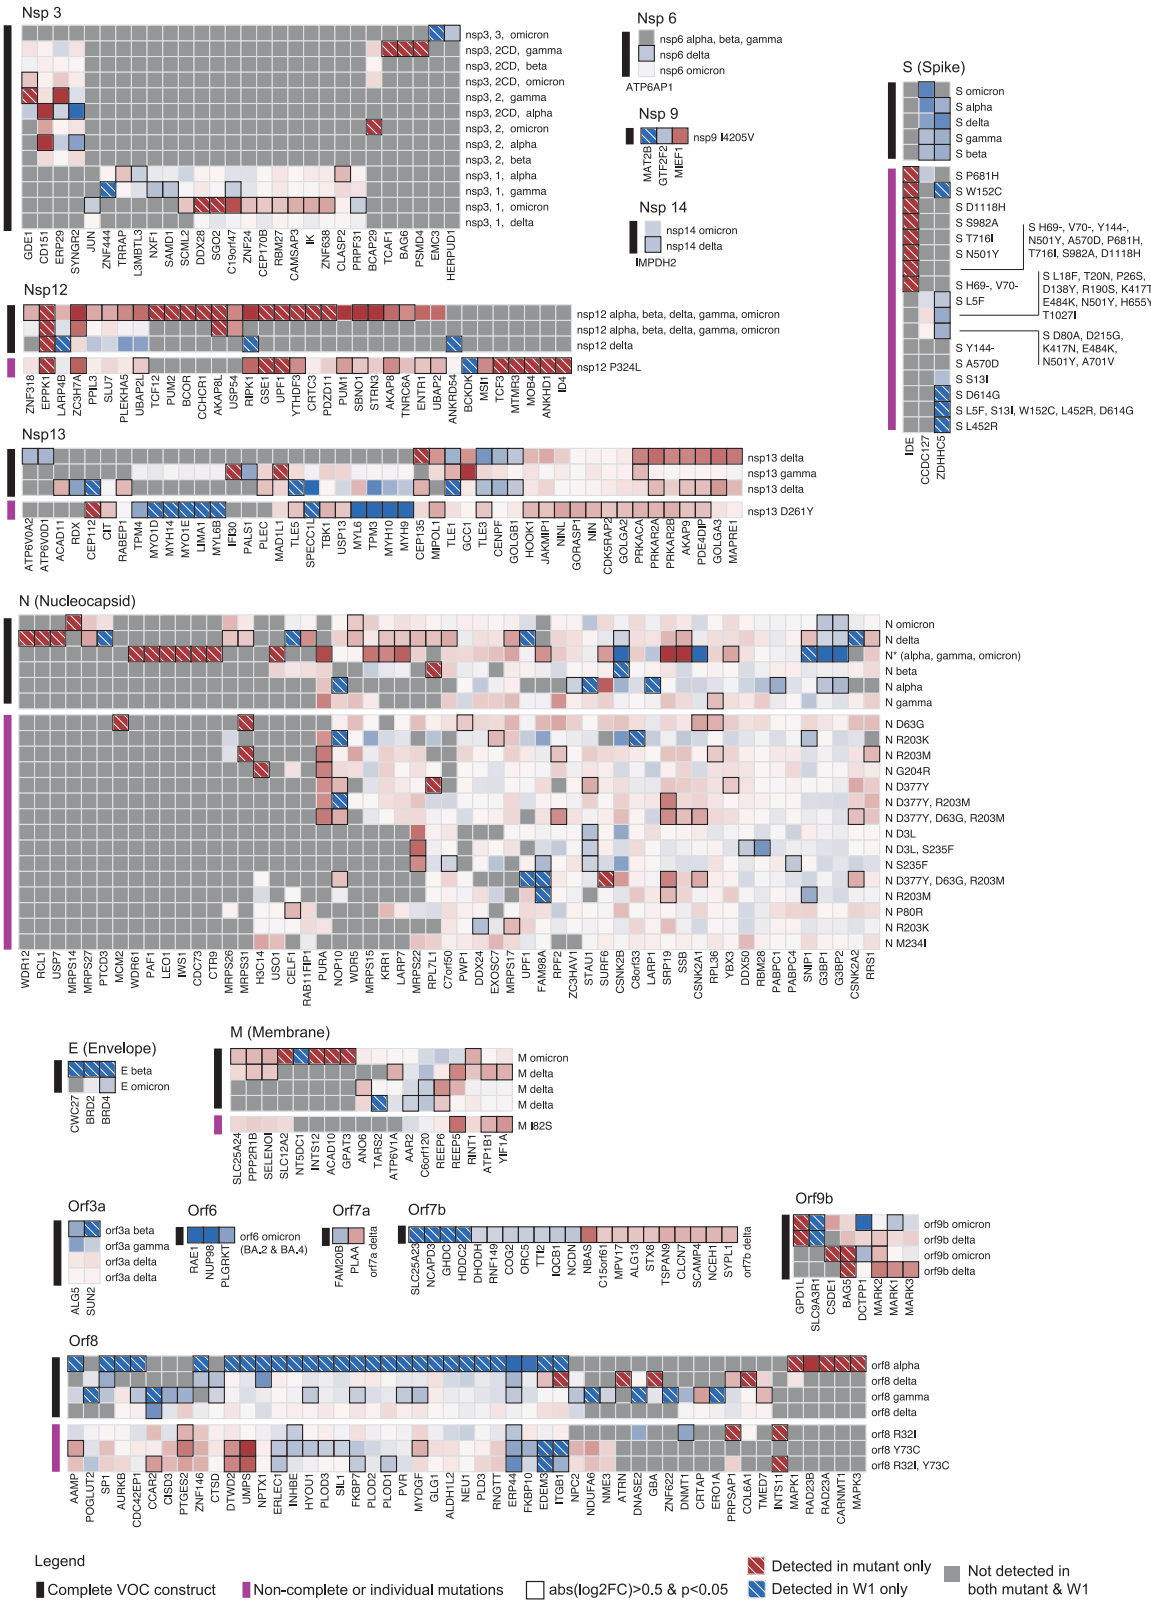 Nsp 3
nsp3, 3, omicron
nsp3, 2CD, gamma
nsp3, 2CD, beta
nsp3, 2CD, omicron
nsp3, 2, gamma
nsp3, 2CD, alpha
nsp3, 2, omicron
nsp3, 2, alpha
nsp3, 2, beta
nsp3, 1, alpha
nsp3, 1, gamma
nsp3, 1, omicron
nsp3, 1, delta
GDE1
CD151
ERP29
SYNGR2
JUN
ZNF444
TRRAP
L3MBTL3
NXF1
SAMD1
SCML2
DDX28
SGO2
C19orf47
ZNF24
CEP170B
RBM27
CAMSAP3
IK
ZNF638
CLASP2
PRPF31
BCAP29
TCAF1
BAG6
PSMD4
EMC3
HERPUD1
Nsp 6
nsp6 alpha, beta, gamma
nsp6 delta
nsp6 omicron
ATP6AP1
Nsp 9
nsp9 I4205V
MAT2B
GTF2F2
MIEF1
Nsp 14
nsp14 omicron
nsp14 delta
IMPDH2
S (Spike)
S omicron
S alpha
S delta
S gamma
S beta
S P681H
S W152C
S D1118H
S S982A
S T716I
S N501Y
S H69-, V70-
S L5F
S Y144-
S A570D
S S13I
S D614G
S L5F, S13I, W152C, L452R, D614G
S L452R
S H69-, V70-, Y144-,
N501Y, A570D, P681H,
T716I, S982A, D1118H
S L18F, T20N, P26S,
D138Y, R190S, K417T
E484K, N501Y, H655Y
T1027I
S D80A, D215G,
K417N, E484K,
N501Y, A701V
IDE
CCDC127
ZDHHC5
Nsp12
nsp12 alpha, beta, delta, gamma, omicron
nsp12 alpha, beta, gamma, omicron
nsp12 delta
nsp12 P324L
ZNF318
EPPK1
LARP4B
ZC3H7A
PPIL3
SLU7
PLEKHA5
UBAP2L
TCF12
PUM2
BCOR
CCHCR1
AKAP8L
USP54
RIPK1
GSE1
UPF1
YTHDF3
CRTC3
PDZD11
PUM1
SBNO1
STRN3
AKAP8
TNRC6A
ENTR1
UBAP2
ANKRD54
BCKDK
MSI1
TCF3
MTMR3
MOB4
ANKHD1
ID4
Nsp13
nsp13 delta
nsp13 gamma
nsp13 delta
nsp13 D261Y
ATP6V0A2
ATP6V0D1
ACAD11
RDX
CEP112
CIT
RABEP1
TPM4
MYO1D
MYH14
MYO1E
LIMA1
MYL6B
IFI30
PALS1
PLEC
MAD1L1
TLE5
SPECC1L
TBK1
USP13
MYL6
TPM3
MYH10
MYH9
CEP135
MIPOL1
TLE1
GCC1
TLE3
CENPF
GOLGB1
HOOK1
JAKMIP1
NINL
GORASP1
NIN
CDK5RAP2
GOLGA2
PRKACA
PRKAR2A
PRKAR2B
AKAP9
PDE4DIP
GOLGA3
MAPRE1
N (Nucleocapsid)
N omicron
N delta
N* (alpha, gamma, omicron)
N beta
N alpha
N gamma
N D63G
N R203K
N R203M
N G204R
N D377Y
N D377Y, R203M
N D377Y, D63G, R203M
N D3L
N D3L, S235F
N S235F
N D377Y, D63G, R203M
N R203M
N P80R
N R203K
N M234I
WDR12
RCL1
USP7
MRPS14
MRPS27
PTCD3
MCM2
WDR61
PAF1
LEO1
IWS1
CDC73
CTR9
MRPS26
MRPS31
H3C14
USO1
CELF1
RAB11FIP1
PURA
NOP10
WDR5
MRPS15
KRR1
LARP7
MRPS22
RPL7L1
C7orf50
PWP1
DDX24
EXOSC7
MRPS17
UPF1
FAM98A
RPF2
ZC3HAV1
STAU1
SURF6
CSNK2B
C8orf33
LARP1
SRP19
SSB
CSNK2A1
RPL36
YBX3
DDX50
RBM28
PABPC1
PABPC4
SNIP1
G3BP1
G3BP2
CSNK2A2
RRS1
E (Envelope)
E beta
E omicron
CWC27
BRD2
BRD4
M (Membrane)
M omicron
M delta
M delta
M delta
M I82S
SLC25A24
PPP2R1B
SELENOI
SLC12A2
NT5DC1
INTS12
ACAD10
GPAT3
ANO6
TARS2
ATP6V1A
AAR2
C6orf120
REEP6
REEP5
RINT1
ATP1B1
YIF1A
Orf3a
orf3a beta
orf3a gamma
orf3a delta
orf3a delta
ALG5
SUN2
Orf6
orf6 omicron
(BA.2 & BA.4)
RAE1
NUP98
PLGRKT
Orf7a
orf7a delta
FAM20B
PLAA
Orf7b
orf7b delta
SLC25A23
NCAPD3
GHDC
HDDC2
DHODH
RNF149
COG2
ORC5
TTI2
IQCB1
NCDN
NBAS
C15orf61
MPV17
ALG13
STX8
TSPAN9
CLCN7
SCAMP4
NCEH1
SYPL1
Orf9b
orf9b omicron
orf9b delta
orf9b omicron
orf9b delta
GPD1L
SLC9A3R1
CSDE1
BAG5
DCTPP1
MARK2
MARK1
MARK3
Orf8
orf8 alpha
orf8 delta
orf8 gamma
orf8 delta
orf8 R32I
orf8 Y73C
orf8 R32I, Y73C
AAMP
POGLUT2
SP1
AURKB
CDC42EP1
CCAR2
CISD3
PTGES2
ZNF146
CTSD
DTWD2
UMPS
NPTX1
ERLEC1
INHBE
HYOU1
PLOD3
SIL1
FKBP7
PLOD2
PLOD1
PVR
MYDGF
GLG1
ALDH1L2
NEU1
PLD3
RNGTT
ERP44
FKBP10
EDEM3
ITGB1
NPC2
NDUFA6
NME3
ATRN
DNASE2
GBA
ZNF622
DNMT1
CRTAP
ERO1A
PRPSAP1
COL6A1
TMED7
INTS11
MAPK1
RAD23B
RAD23A
CARNMT1
MAPK3
Legend
Complete VOC construct
Non-complete or individual mutations
abs(log2FC)>0.5 & p<0.05
Detected in mutant only
Detected in W1 only
Not detected in
both mutant & W1